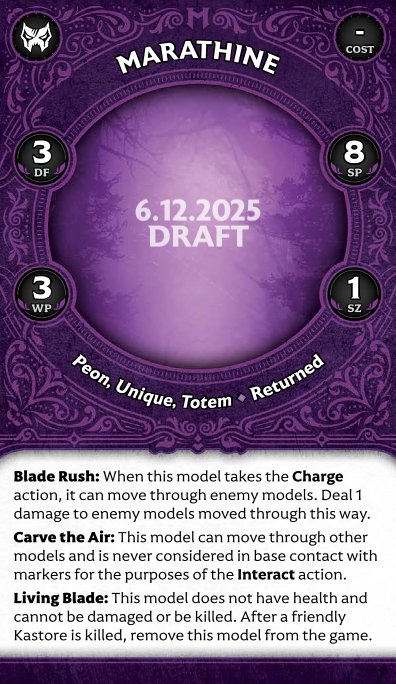 MARATHINE
-
COST
3
DF
8
SP
6.12.2025
DRAFT
3
WP
1
SZ
Peon, Unique, Totem ◆ Returned
Blade Rush: When this model takes the Charge
action, it can move through enemy models. Deal 1
damage to enemy models moved through this way.
Carve the Air: This model can move through other
models and is never considered in base contact with
markers for the purposes of the Interact action.
Living Blade: This model does not have health and
cannot be damaged or be killed. After a friendly
Kastore is killed, remove this model from the game.